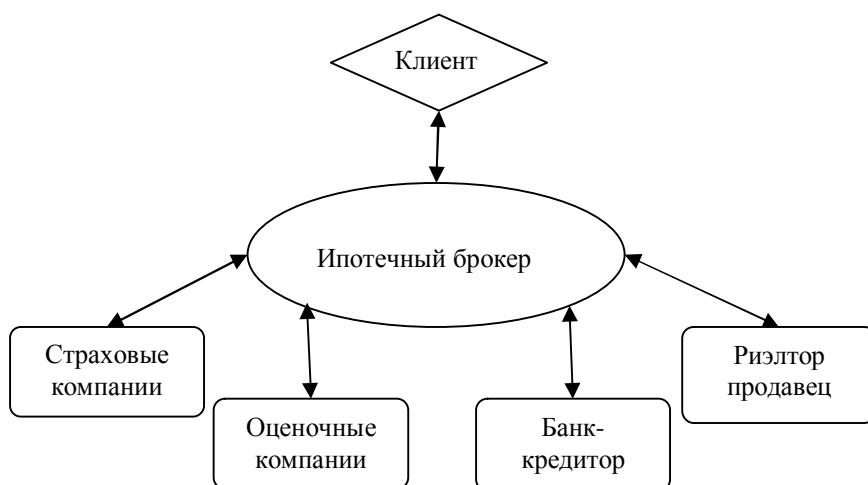 Клиент
Ипотечный брокер
Страховые
компании
Оценочные
компании
Банк-
кредитор
Риэлтор
продавец